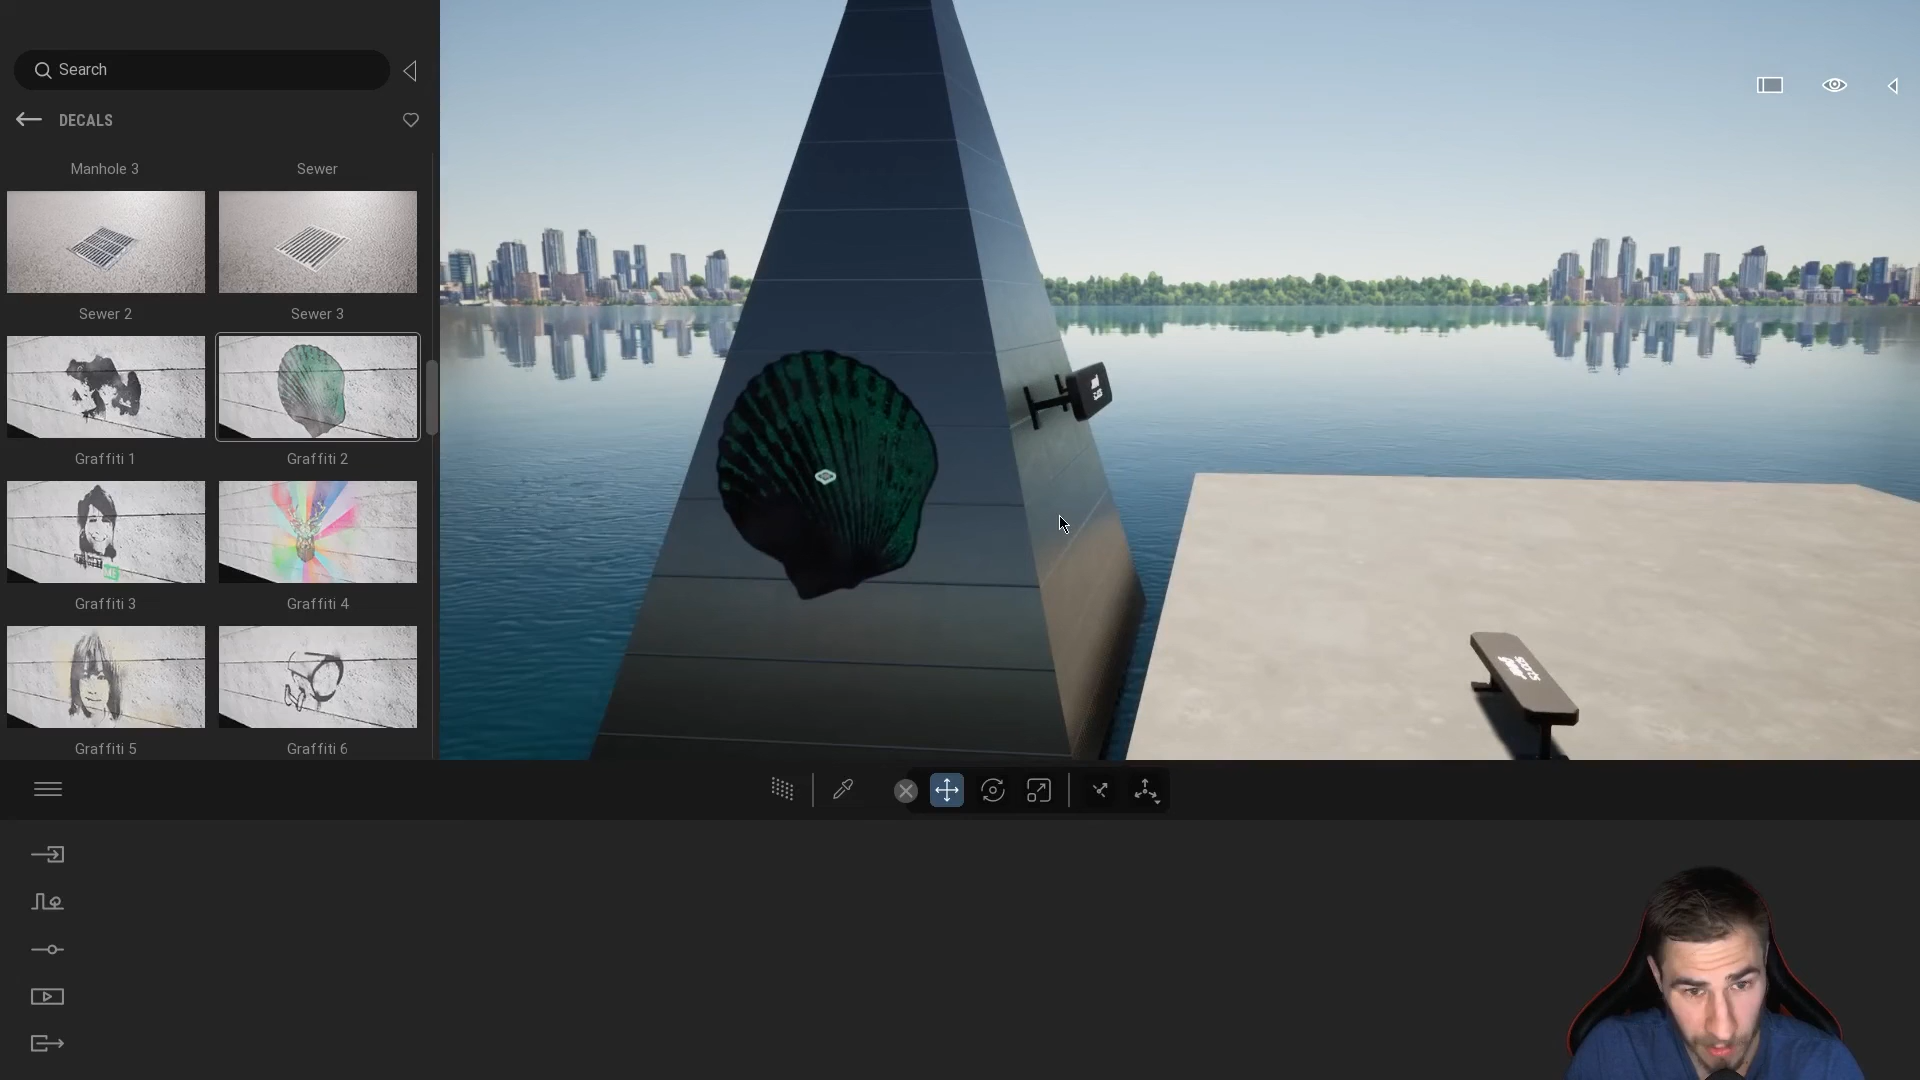 Search
DECALS
Manhole 3
Sewer
Sewer 2
Sewer 3
Graffiti 1
Graffiti 2
Graffiti 3
Graffiti 4
Graffiti 5
Graffiti 6